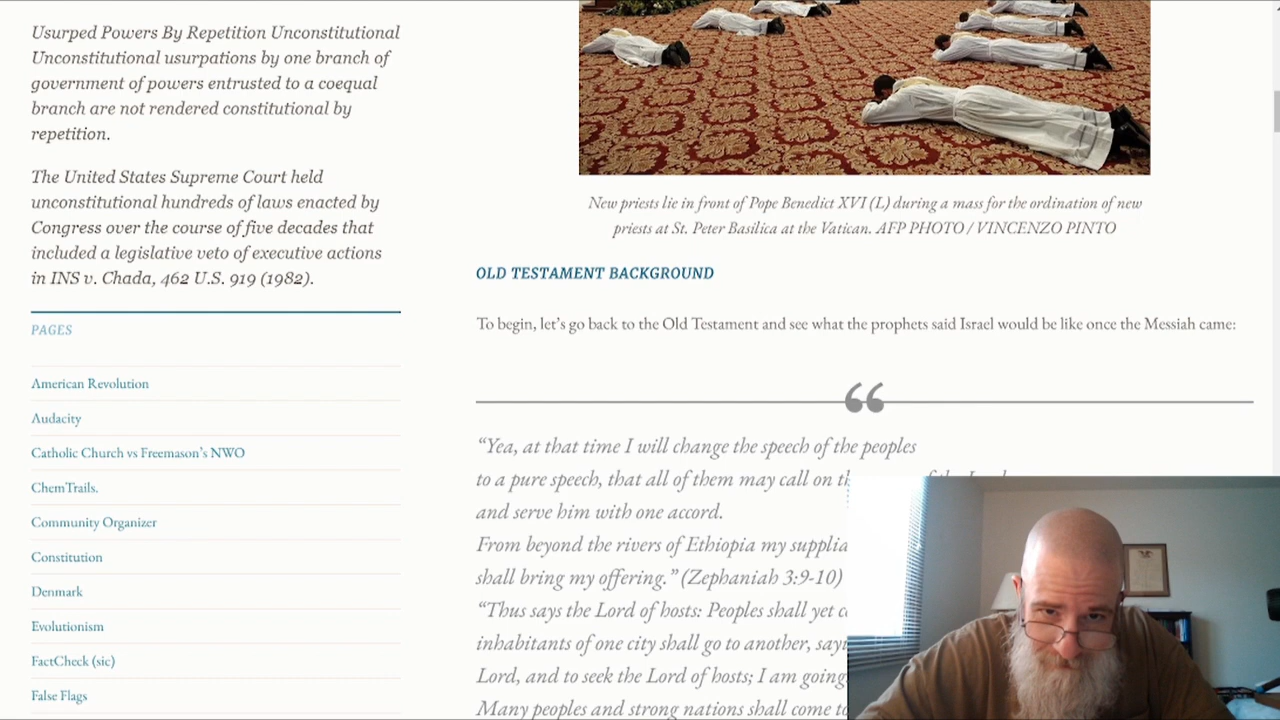 Usurped Powers By Repetition Unconstitutional
Unconstitutional usurpations by one branch of
government of powers entrusted to a coequal
branch are not rendered constitutional by
repetition.
The United States Supreme Court held
unconstitutional hundreds of laws enacted by
Congress over the course of five decades that
included a legislative veto of executive actions
in INS v. Chada, 462 U.S. 919 (1982).
PAGES
American Revolution
Audacity
Catholic Church vs Freemason’s NWO
ChemTrails.
Community Organizer
Constitution
Denmark
Evolutionism
FactCheck (sic)
False Flags
New priests lie in front of Pope Benedict XVI (L) during a mass for the ordination of new
priests at St. Peter Basilica at the Vatican. AFP PHOTO / VINCENZO PINTO
OLD TESTAMENT BACKGROUND
To begin, let’s go back to the Old Testament and see what the prophets said Israel would be like once the Messiah came:
“Yea, at that time I will change the speech of the peoples
to a pure speech, that all of them may call on
and serve him with one accord.
From beyond the rivers of Ethiopia my
shall bring my offering.” (Zephaniah 3:9-10)
“Thus says the Lord of hosts: Peoples shall yet
inhabitants of one city shall go to another,
Lord, and to seek the Lord of hosts; I am going
Many peoples and strong nations shall come to